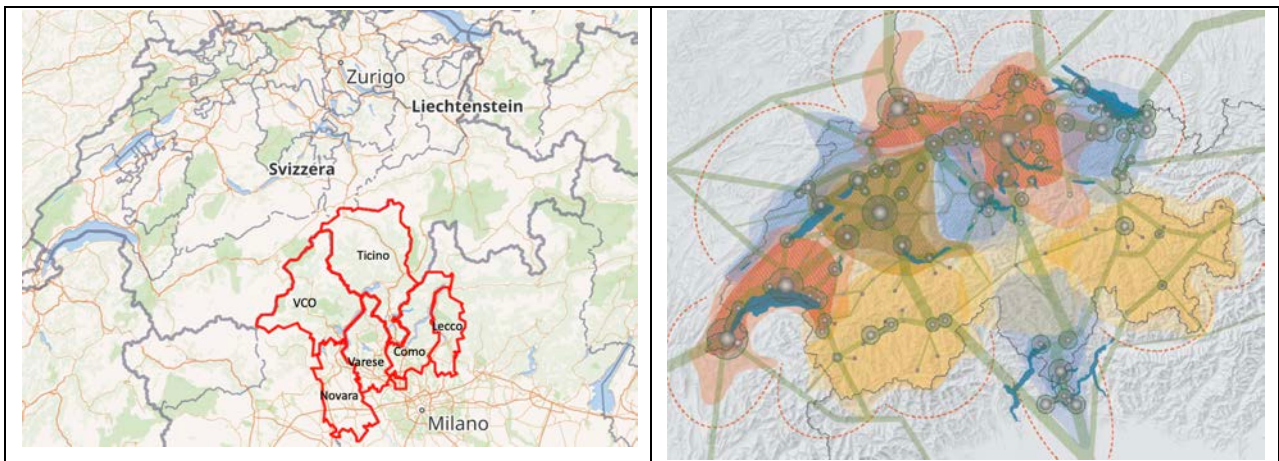 Zurigo
Liechtenstein
Svizzera
Ticino
VCO
Lecco
Como
Varese
Novara
Milano